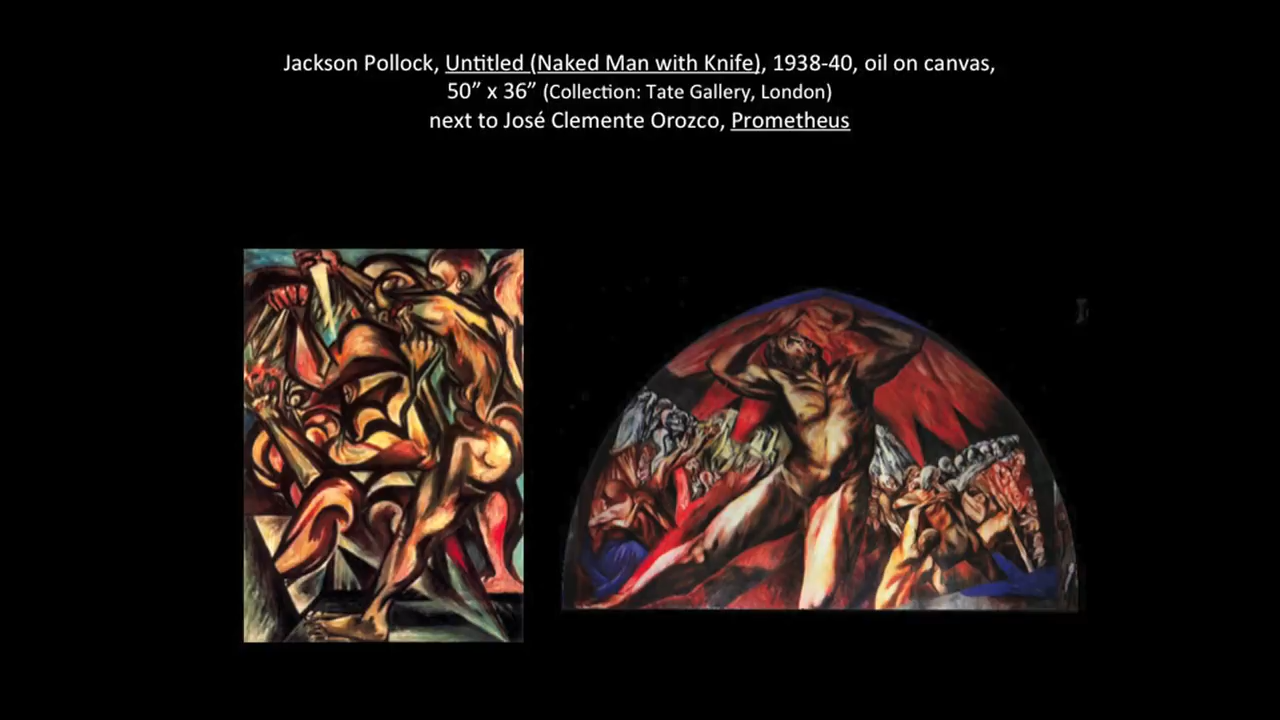 Jackson Pollock, Untitled (Naked Man with Knife), 1938-40, oil on canvas,
50” x 36” (Collection: Tate Gallery, London)
next to José Clemente Orozco, Prometheus